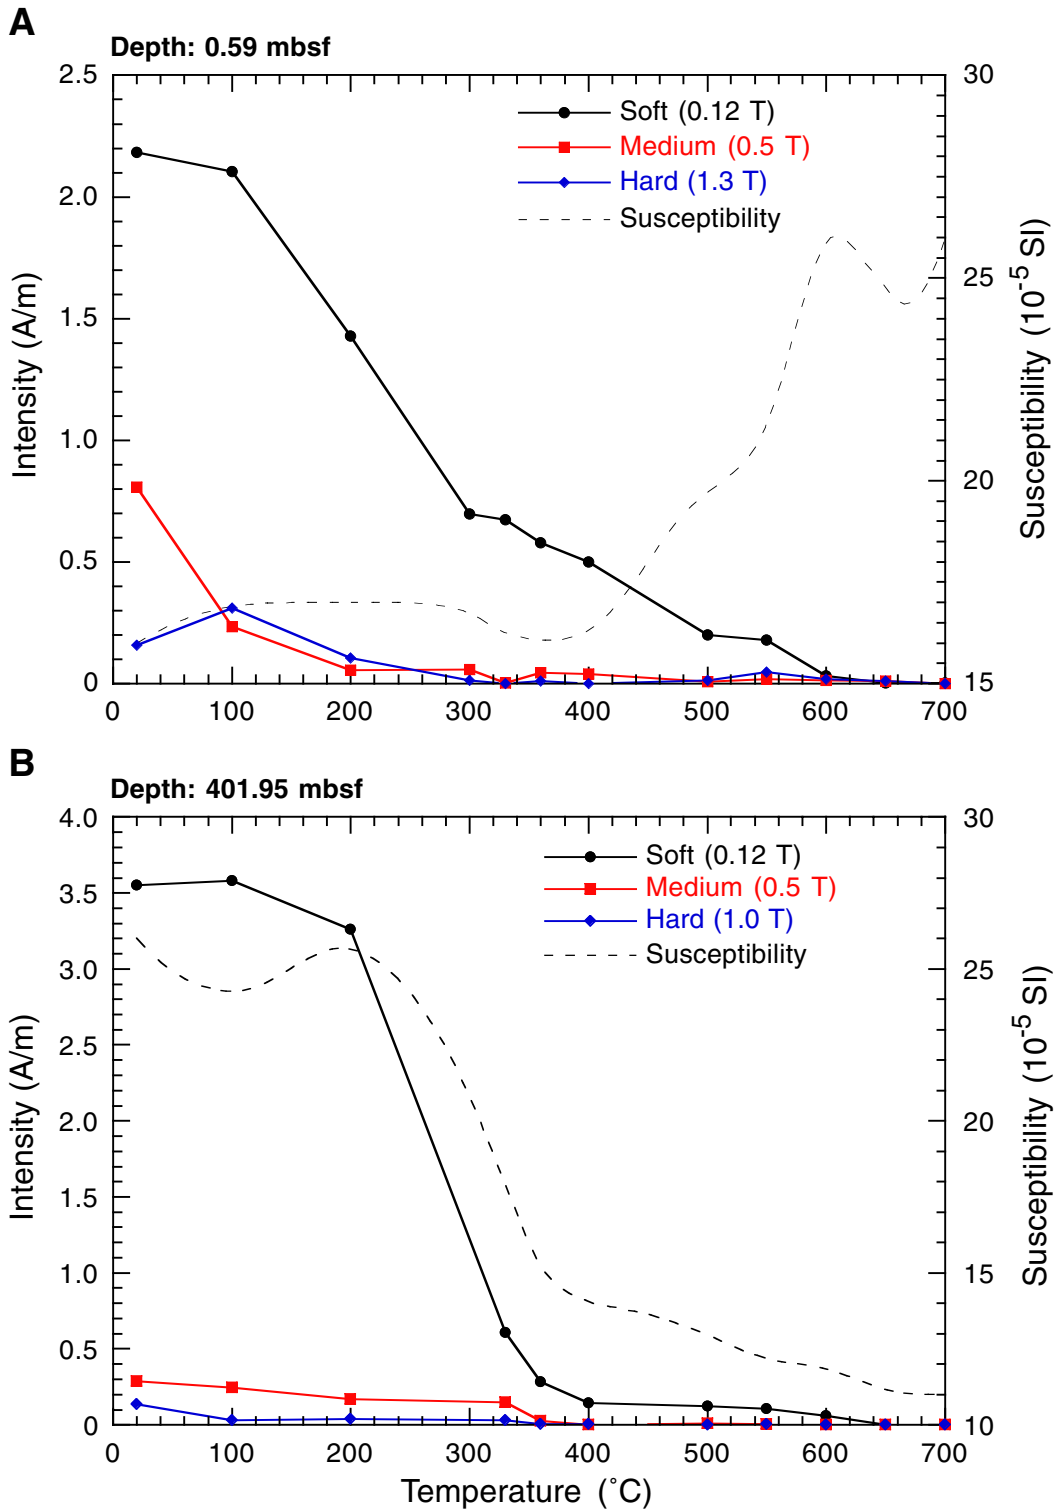 A
Depth: 0.59 mbsf
2.5
2.0
1.5
1.0
0.5
0
Intensity (A/m)
30
25
20
15
Susceptibility (10⁻⁵ SI)
Soft (0.12 T)
Medium (0.5 T)
Hard (1.3 T)
Susceptibility
0 100 200 300 400 500 600 700
B
Depth: 401.95 mbsf
4.0
3.5
3.0
2.5
2.0
1.5
1.0
0.5
0
Intensity (A/m)
30
25
20
15
10
Susceptibility (10⁻⁵ SI)
Soft (0.12 T)
Medium (0.5 T)
Hard (1.0 T)
Susceptibility
0 100 200 300 400 500 600 700
Temperature (˚C)